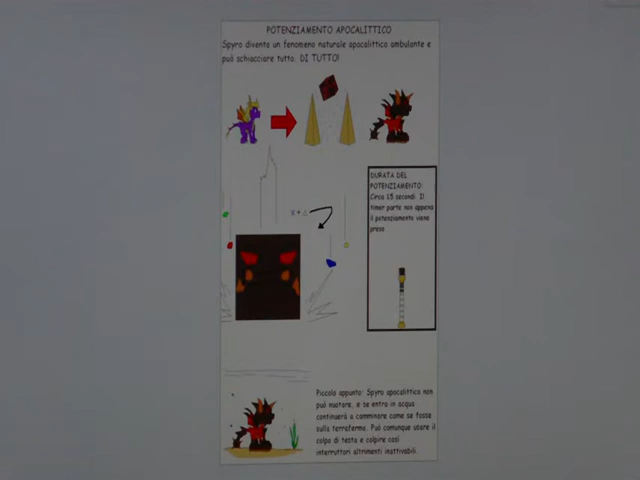 POTENZIAMENTO APOCALITTICO
Spyro diventa un fenomeno naturale apocalittico ambulante e
può schiacciare tutto. DI TUTTO!
DURATA DEL
POTENZIAMENTO:
Circa 15 secondi. Il
timer parte non appena
il potenziamento viene
preso
X + △
Piccolo appunto: Spyro apocalittico non
può nuotare, e se entra in acqua
continuerà a camminare come se fosse
sulla terraferma. Può comunque usare il
colpo di testa e colpire così
interruttori altrimenti inattivabili.